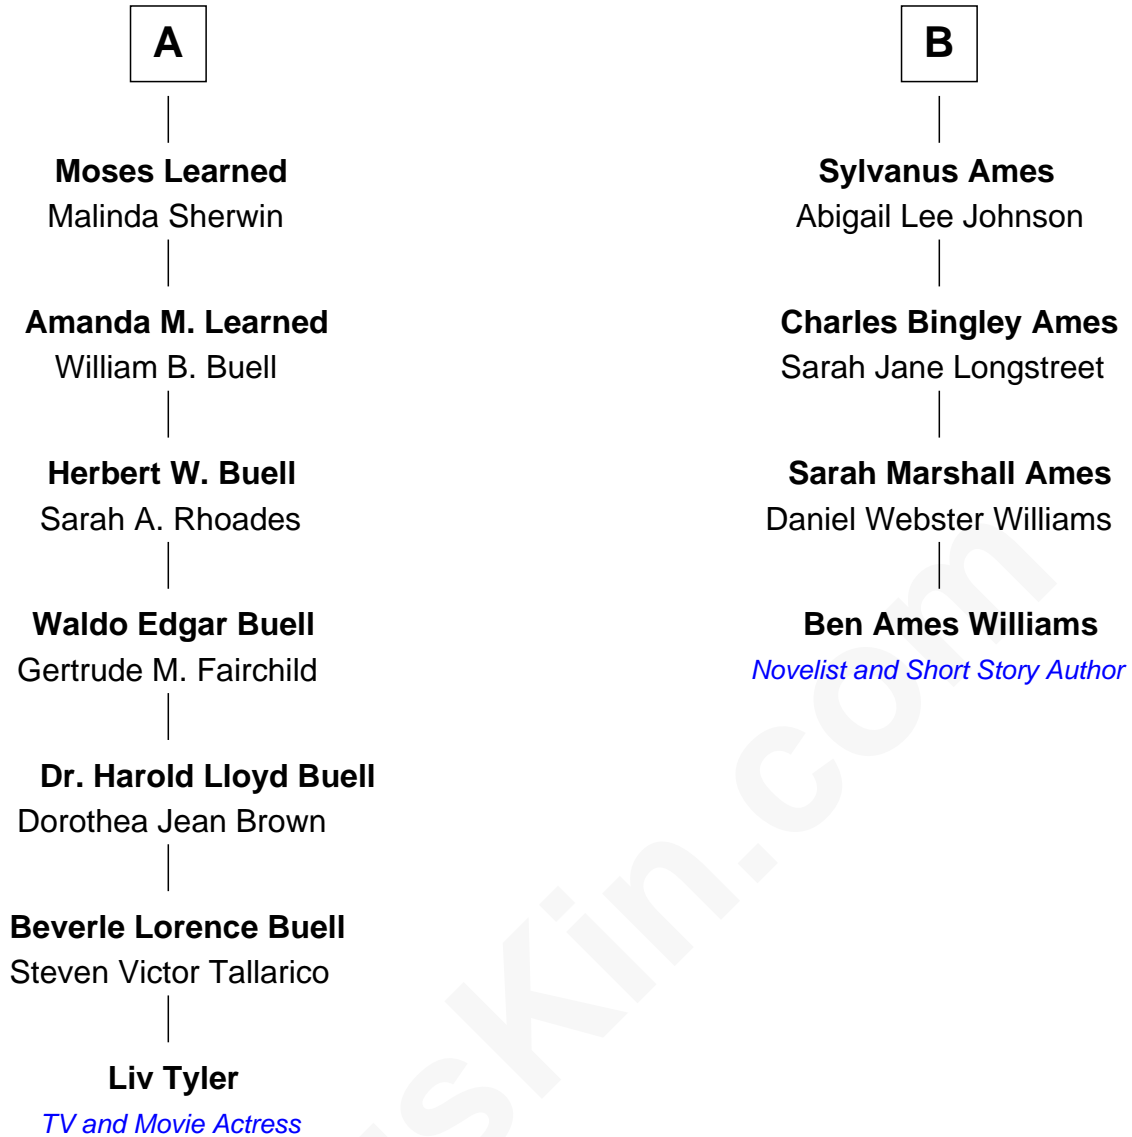 A
Moses Learned
Malinda Sherwin
Amanda M. Learned
William B. Buell
Herbert W. Buell
Sarah A. Rhoades
Waldo Edgar Buell
Gertrude M. Fairchild
Dr. Harold Lloyd Buell
Dorothea Jean Brown
Beverle Lorence Buell
Steven Victor Tallarico
Liv Tyler
TV and Movie Actress
B
Sylvanus Ames
Abigail Lee Johnson
Charles Bingley Ames
Sarah Jane Longstreet
Sarah Marshall Ames
Daniel Webster Williams
Ben Ames Williams
Novelist and Short Story Author
sKin.com